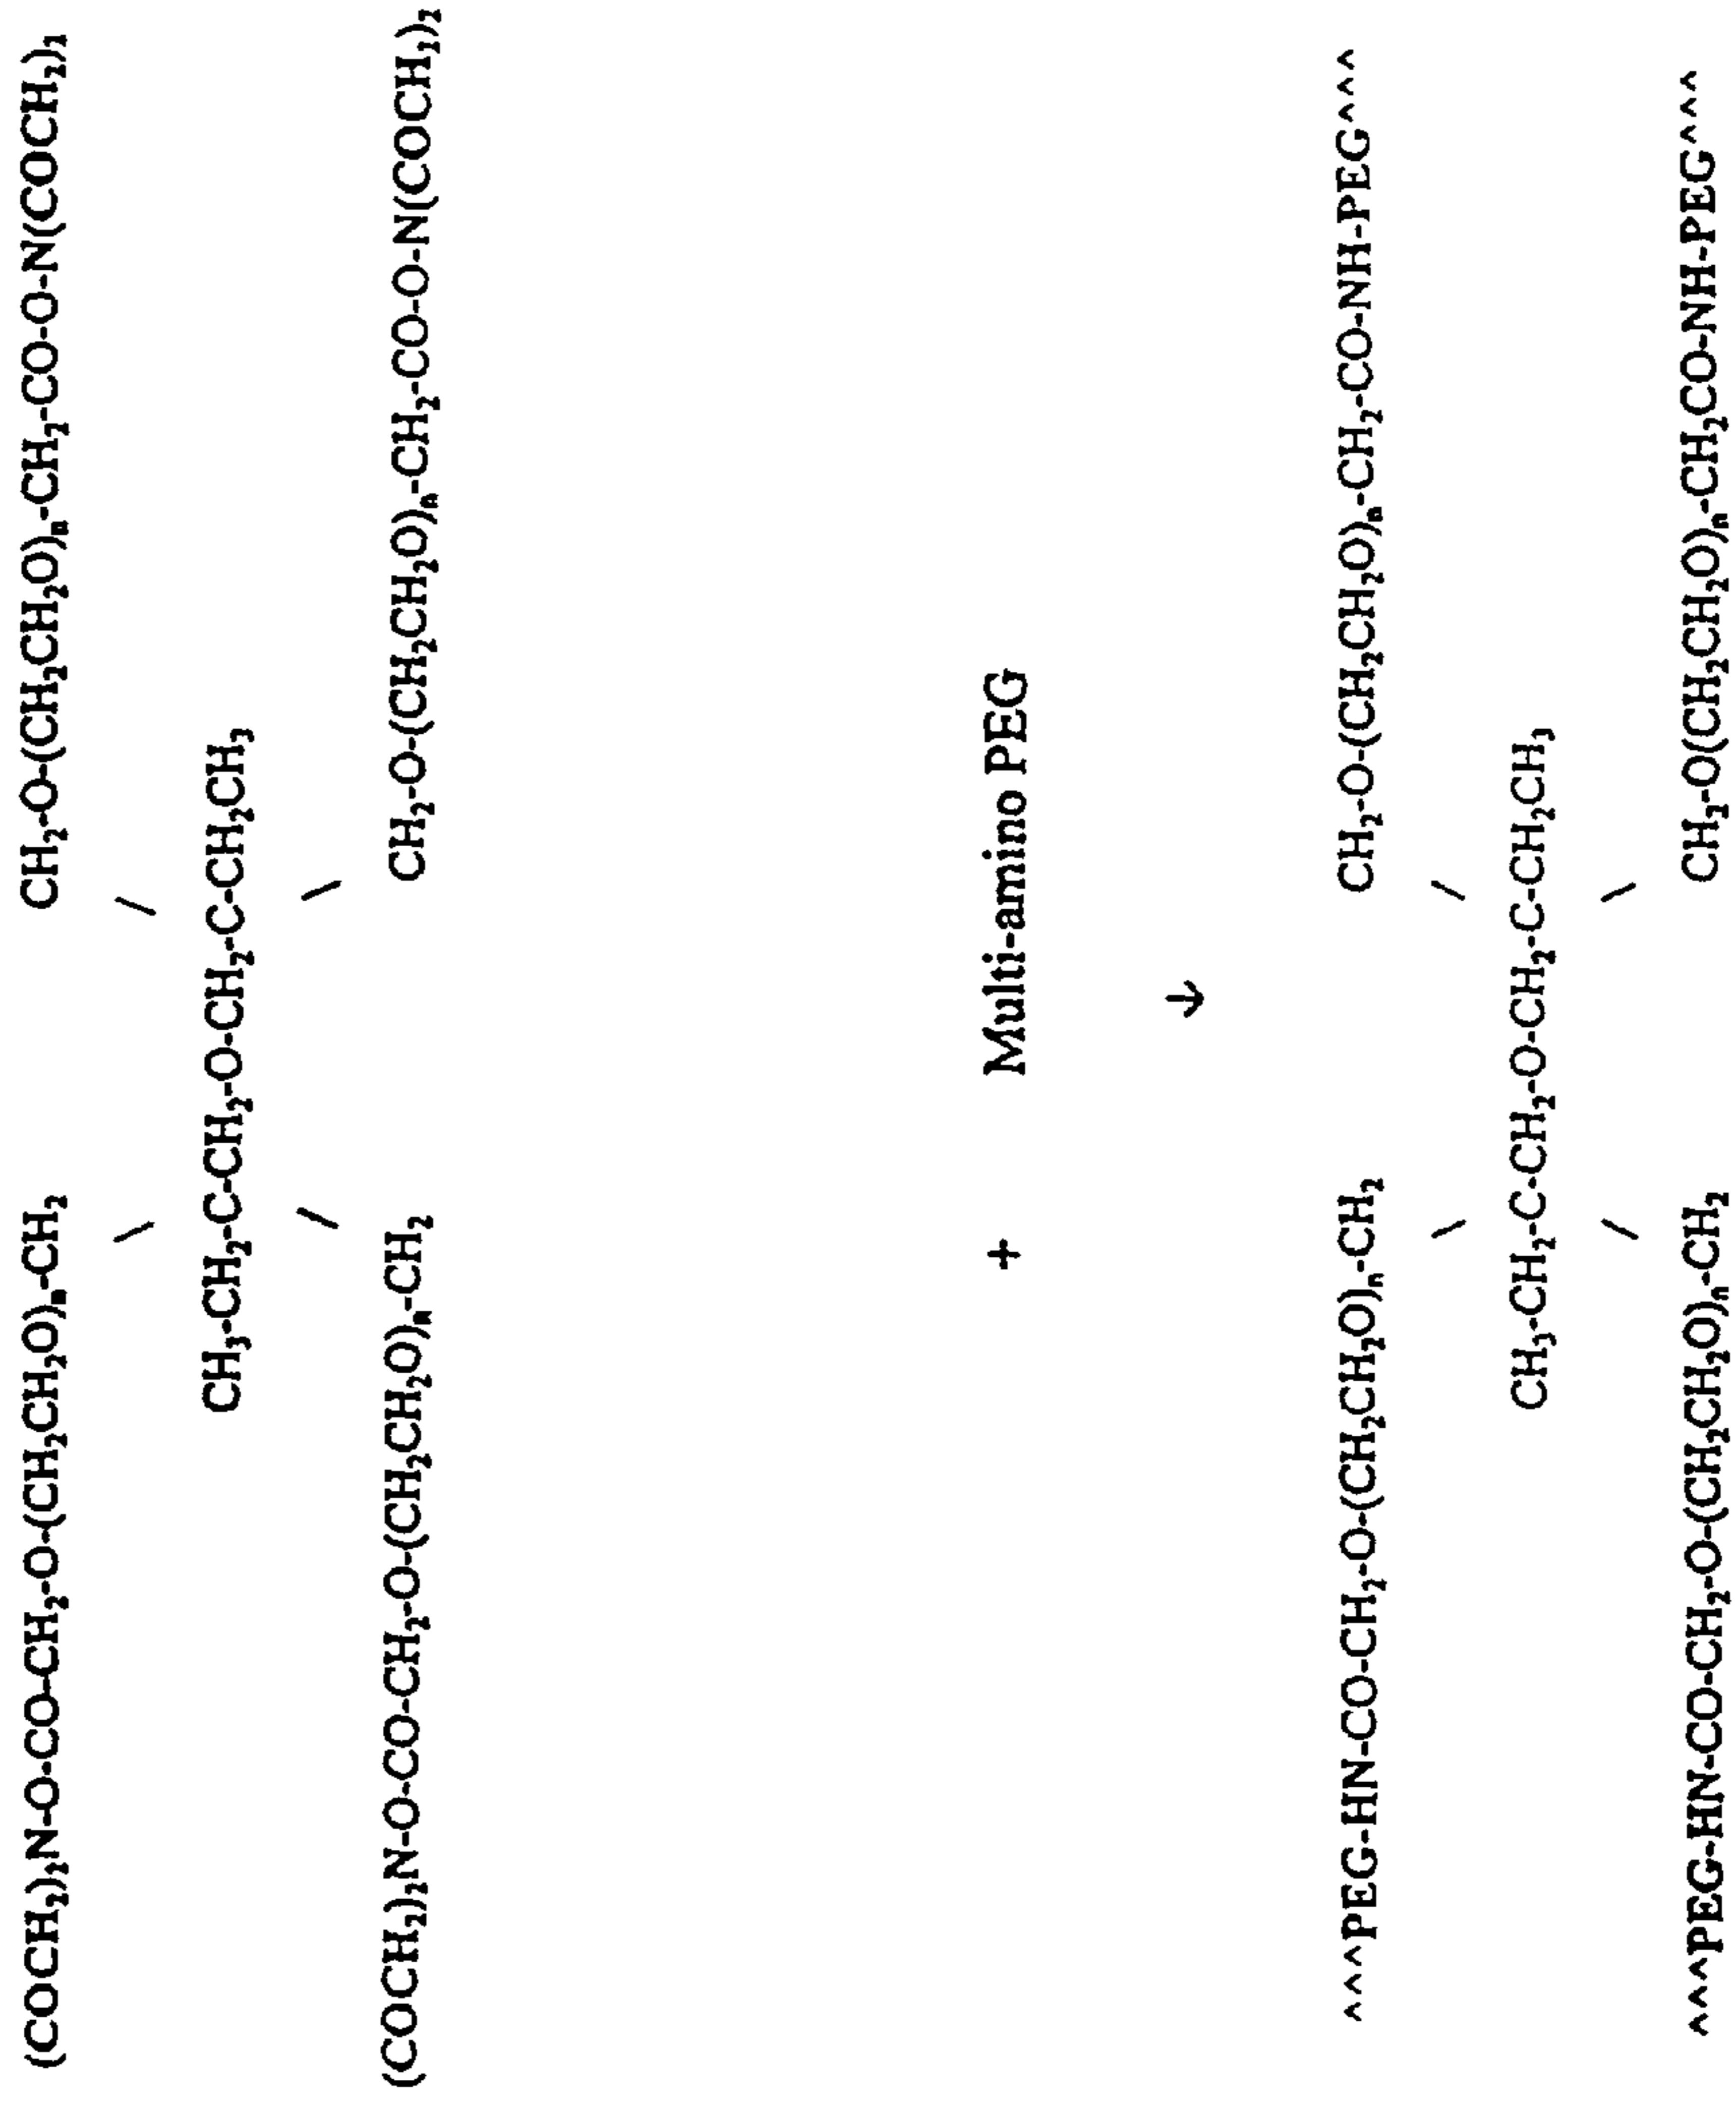 (COCH₂)₂N-O-CO-CH₂-O-(CH₂CH₂O)ₙ-CH₂ CH₂-O-(CH₂CH₂O)ₙ-CH₂-CO-O-N(COCH₂)₂
\ /
CH₃-CH₂-C-CH₂-O-CH₂-C-CH₂CH₃
/ \
(COCH₂)₂N-O-CO-CH₂-O-(CH₂CH₂O)ₙ-CH₂ CH₂-O-(CH₂CH₂O)ₙ-CH₂-CO-O-N(COCH₂)₂
+ Multi-amino PEG
↓
^^^PEG-HN-CO-CH₂-O-(CH₂CH₂O)ₙ-CH₂ CH₂-O-(CH₂CH₂O)ₙ-CH₂-CO-NH-PEG^^^
\ /
CH₃-CH₂-C-CH₂-O-CH₂-C-CH₂CH₃
/ \
^^^PEG-HN-CO-CH₂-O-(CH₂CH₂O)ₙ-CH₂ CH₂-O(CH₂CH₂O)ₙ-CH₂CO-NH-PEG^^^